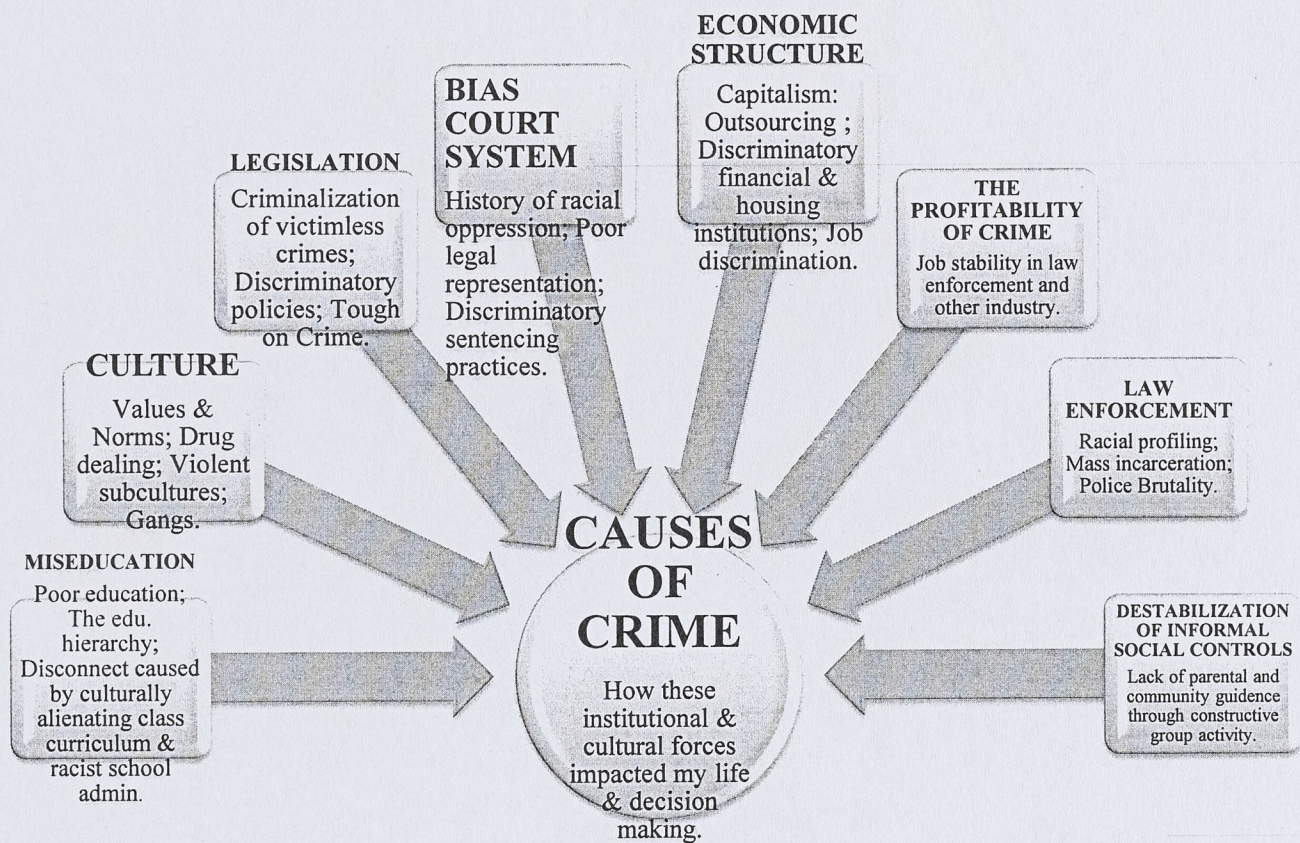 MISEDUCATION
Poor education;
The edu.
hierarchy;
Disconnect caused
by culturally
alienating class
curriculum &
racist school
admin.
CULTURE
Values &
Norms; Drug
dealing; Violent
subcultures;
Gangs.
LEGISLATION
Criminalization
of victimless
crimes;
Discriminatory
policies; Tough
on Crime.
BIAS
COURT
SYSTEM
History of racial
oppression; Poor
legal
representation;
Discriminatory
sentencing
practices.
ECONOMIC
STRUCTURE
Capitalism:
Outsourcing ;
Discriminatory
financial &
housing
institutions; Job
discrimination.
THE
PROFITABILITY
OF CRIME
Job stability in law
enforcement and
other industry.
LAW
ENFORCEMENT
Racial profiling;
Mass incarceration;
Police Brutality.
DESTABILIZATION
OF INFORMAL
SOCIAL CONTROLS
Lack of parental and
community guidence
through constructive
group activity.
CAUSES
OF
CRIME
How these
institutional &
cultural forces
impacted my life
& decision
making.